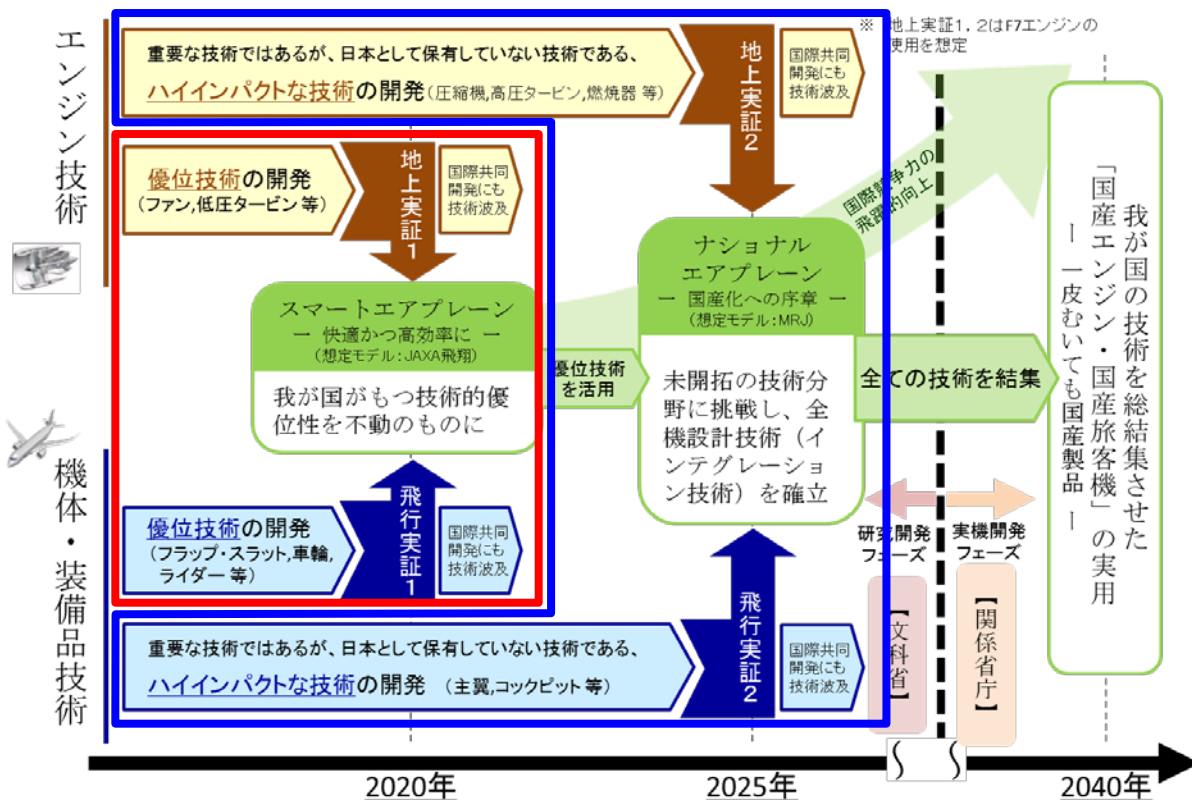 エンジン技術
重要な技術ではあるが、日本として保有していない技術である、
ハイインパクトな技術の開発(圧縮機,高圧タービン,燃焼器 等)
地上実証2
国際共同
開発にも
技術波及
※ 地上実証1, 2はF7エンジンの
使用を想定
優位技術の開発
(ファン,低圧タービン 等)
地上実証1
国際共同
開発にも
技術波及
国際競争力の
飛躍的向上
スマートエアプレーン
― 快適かつ高効率に ―
(想定モデル:JAXA飛翔)
我が国がもつ技術的優
位性を不動のものに
優位技術
を活用
ナショナル
エアプレーン
― 国産化への序章 ―
(想定モデル:MRJ)
未開拓の技術分
野に挑戦し、全
機設計技術(イ
ンテグレーショ
ン技術)を確立
全ての技術を結集
我が国の技術を総結集させた
「国産エンジン・国産旅客機」の実用
― 一皮むいても国産製品 ―
機体・装備品技術
優位技術の開発
(フラップ・スラット,車輪,
ライダー 等)
飛行実証1
国際共同
開発にも
技術波及
重要な技術ではあるが、日本として保有していない技術である、
ハイインパクトな技術の開発 (主翼,コックピット 等)
飛行実証2
国際共同
開発にも
技術波及
研究開発
フェーズ
実機開発
フェーズ
【文科省】
【関係省庁】
2020年
2025年
2040年